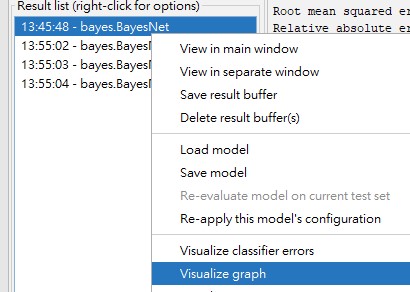 Result list (right-click for options)
13:45:48 - bayes.BayesNet
13:55:02 - bayes.Bayes
13:55:03 - bayes.Bayes
13:55:04 - bayes.Bayes
Root mean squared er
Relative absolute er
View in main window
View in separate window
Save result buffer
Delete result buffer(s)
Load model
Save model
Re-evaluate model on current test set
Re-apply this model's configuration
Visualize classifier errors
Visualize graph